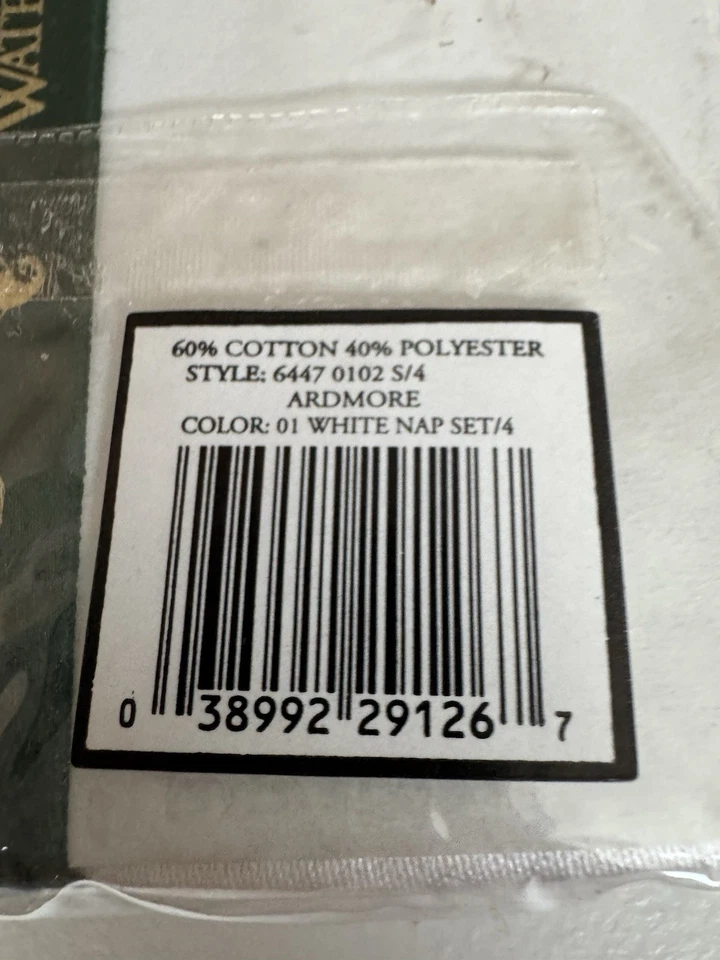 WATE
60% COTTON 40% POLYESTER
STYLE: 6447 0102 S/4
ARDMORE
COLOR: 01 WHITE NAP SET/4
0 38992 29126 7